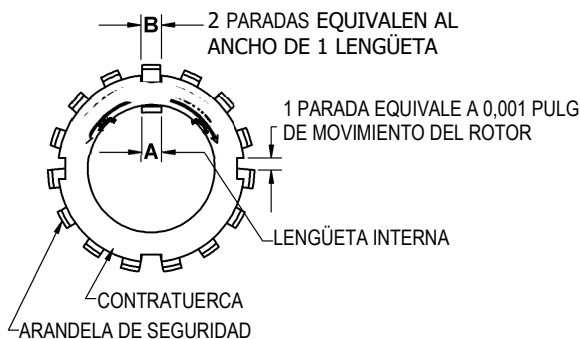 B
2 PARADAS EQUIVALEN AL
ANCHO DE 1 LENGÜETA
1 PARADA EQUIVALE A 0,001 PULG
DE MOVIMIENTO DEL ROTOR
A
LENGÜETA INTERNA
CONTRATUERCA
ARANDELA DE SEGURIDAD